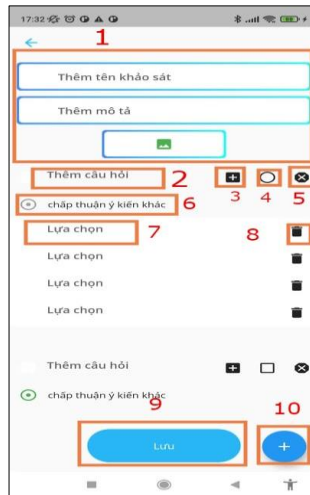 17:32
1
Thêm tên khảo sát
Thêm mô tả
Thêm câu hỏi 2
3 4 5
chấp thuận ý kiến khác 6
Lựa chọn 7 8
Lựa chọn
Lựa chọn
Lựa chọn
Thêm câu hỏi
chấp thuận ý kiến khác
9 10
Lưu